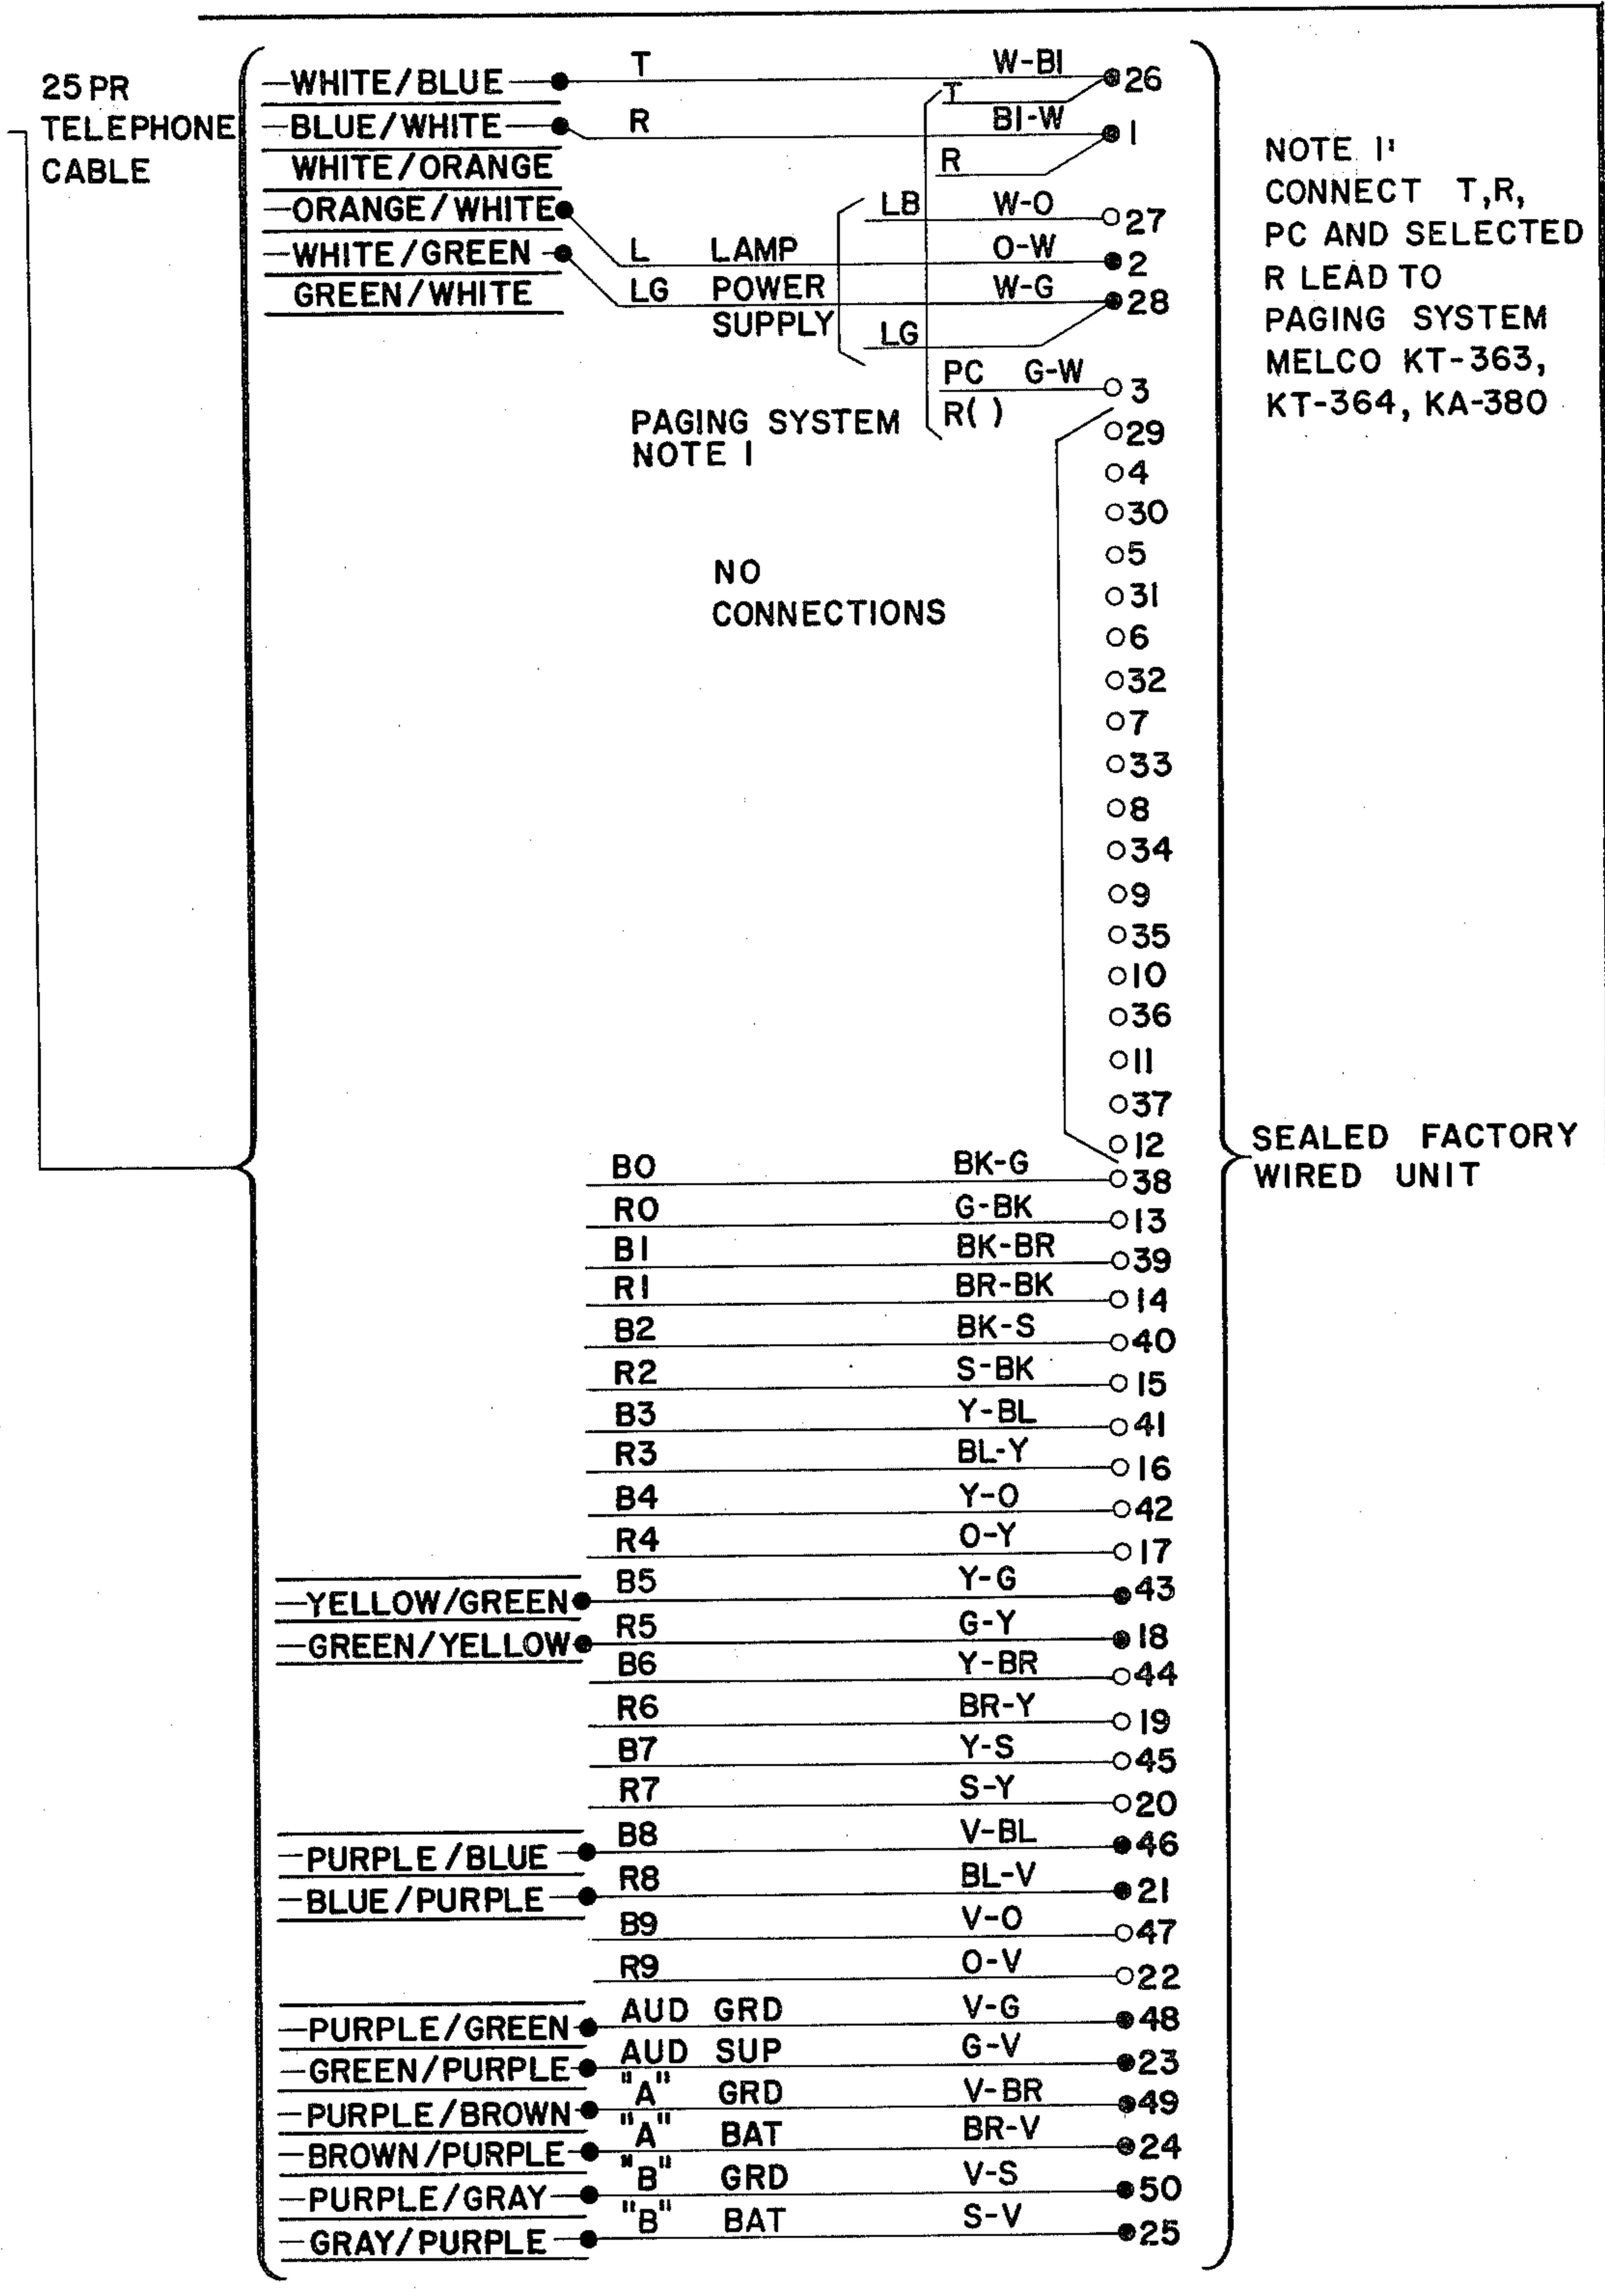 25 PR
TELEPHONE
CABLE
WHITE/BLUE T W-BI 26
T
BLUE/WHITE R BI-W 1
R
WHITE/ORANGE
ORANGE/WHITE LB W-O 27
WHITE/GREEN L LAMP O-W 2
GREEN/WHITE LG POWER W-G 28
SUPPLY LG
PC G-W 3
R( )
PAGING SYSTEM
NOTE 1
NOTE 1:
CONNECT T,R,
PC AND SELECTED
R LEAD TO
PAGING SYSTEM
MELCO KT-363,
KT-364, KA-380
29
4
30
5
NO
CONNECTIONS
31
6
32
7
33
8
34
9
35
10
36
11
37
12
SEALED FACTORY
WIRED UNIT
B0 BK-G 38
R0 G-BK 13
B1 BK-BR 39
R1 BR-BK 14
B2 BK-S 40
R2 S-BK 15
B3 Y-BL 41
R3 BL-Y 16
B4 Y-O 42
R4 O-Y 17
YELLOW/GREEN B5 Y-G 43
GREEN/YELLOW R5 G-Y 18
B6 Y-BR 44
R6 BR-Y 19
B7 Y-S 45
R7 S-Y 20
PURPLE/BLUE B8 V-BL 46
BLUE/PURPLE R8 BL-V 21
B9 V-O 47
R9 O-V 22
PURPLE/GREEN AUD GRD V-G 48
GREEN/PURPLE AUD SUP G-V 23
PURPLE/BROWN "A" GRD V-BR 49
BROWN/PURPLE "A" BAT BR-V 24
PURPLE/GRAY "B" GRD V-S 50
GRAY/PURPLE "B" BAT S-V 25